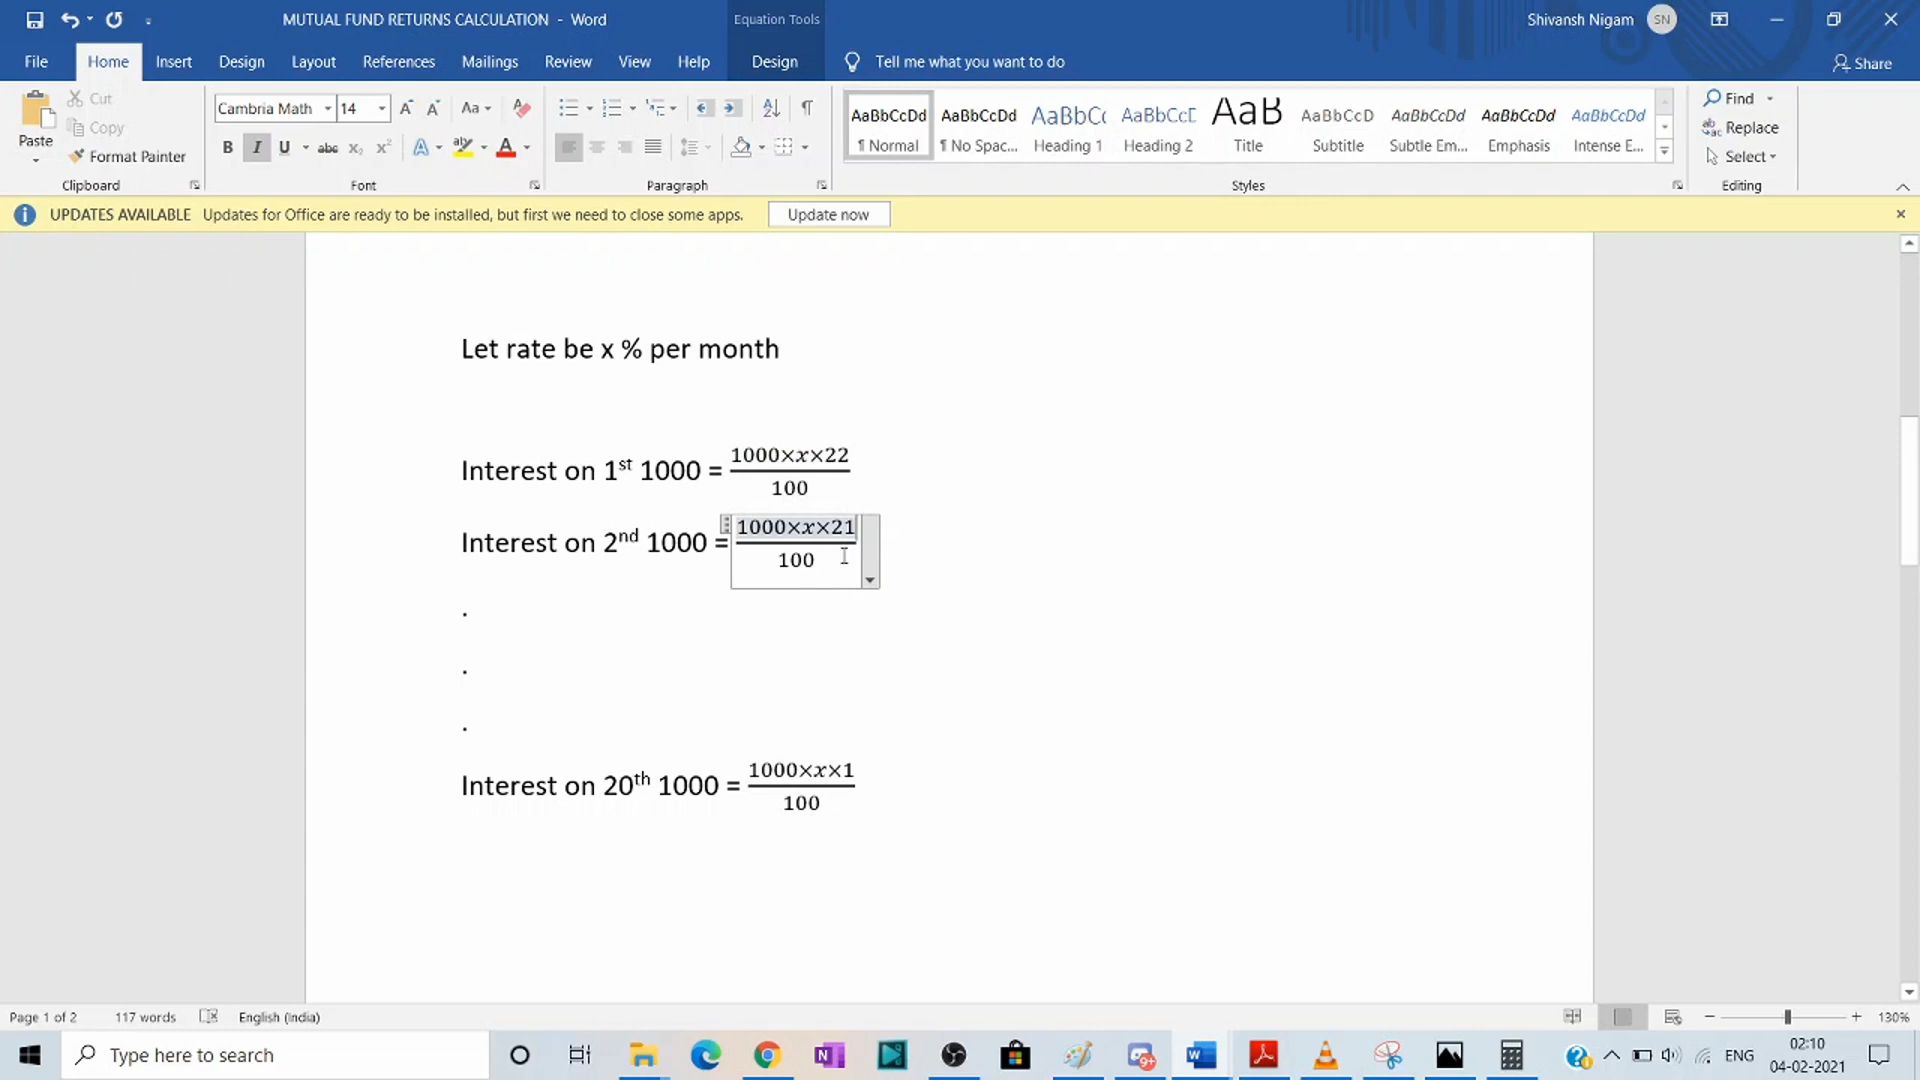 MUTUAL FUND RETURNS CALCULATION - Word
Equation Tools
Shivansh Nigam
SN
File
Home
Insert
Design
Layout
References
Mailings
Review
View
Help
Design
Tell me what you want to do
Share
Paste
Cut
Copy
Format Painter
Clipboard
Cambria Math
14
Aa
B I U abc x₂ x²
Font
Paragraph
AaBbCcDd
¶ Normal
AaBbCcDd
¶ No Spac...
AaBbCc
Heading 1
AaBbCcD
Heading 2
AaB
Title
AaBbCcD
Subtitle
AaBbCcDd
Subtle Em...
AaBbCcDd
Emphasis
AaBbCcDd
Intense E...
Styles
Find
Replace
Select
Editing
UPDATES AVAILABLE Updates for Office are ready to be installed, but first we need to close some apps.
Update now
Let rate be x % per month
Interest on 1st 1000 = 1000×x×22/100
Interest on 2nd 1000 = 1000×x×21/100
.
.
.
Interest on 20th 1000 = 1000×x×1/100
Page 1 of 2
117 words
English (India)
130%
Type here to search
9+
ENG
02:10
04-02-2021